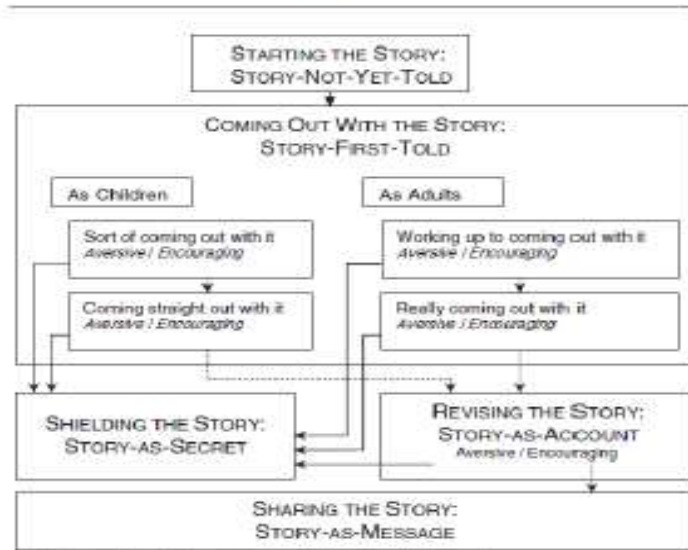 STARTING THE STORY:
STORY-NOT-YET-TOLD
COMING OUT WITH THE STORY:
STORY-FIRST-TOLD
As Children
As Adults
Sort of coming out with it
Aversive / Encouraging
Working up to coming out with it
Aversive / Encouraging
Coming straight out with it
Aversive / Encouraging
Really coming out with it
Aversive / Encouraging
SHIELDING THE STORY:
STORY-AS-SECRET
REVISING THE STORY:
STORY-AS-ACCOUNT
Aversive / Encouraging
SHARING THE STORY:
STORY-AS-MESSAGE